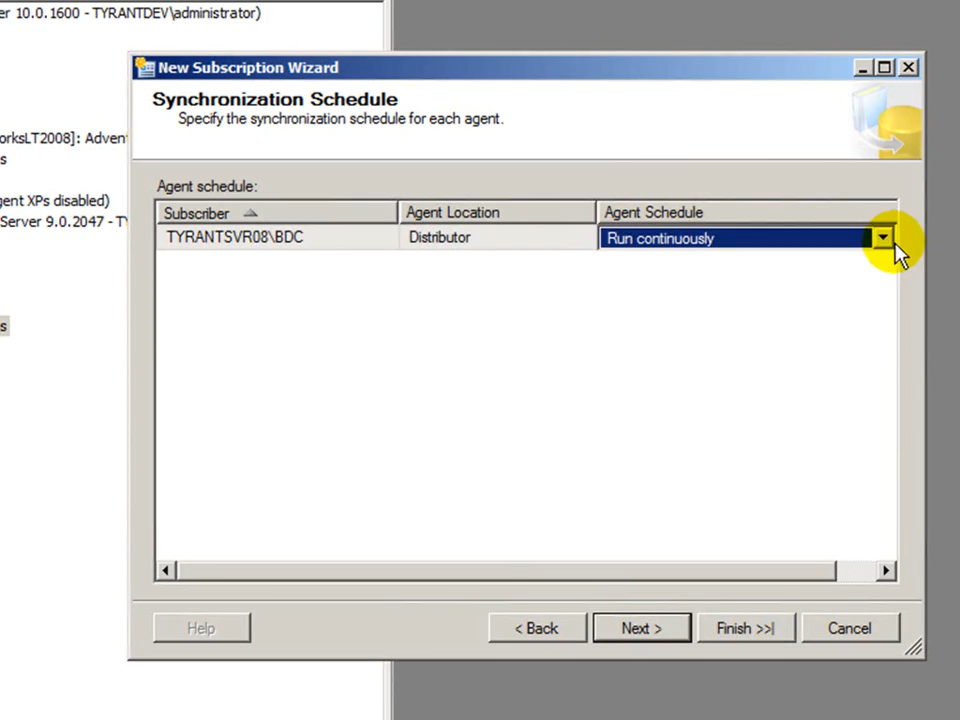 er 10.0.1600 - TYRANTDEV\administrator)
New Subscription Wizard
Synchronization Schedule
Specify the synchronization schedule for each agent.
orksLT2008]: Adven
s
gent XPs disabled)
Server 9.0.2047 - TY
s
Agent schedule:
Subscriber Agent Location Agent Schedule
TYRANTSVR08\BDC Distributor Run continuously
Help < Back Next > Finish >>| Cancel